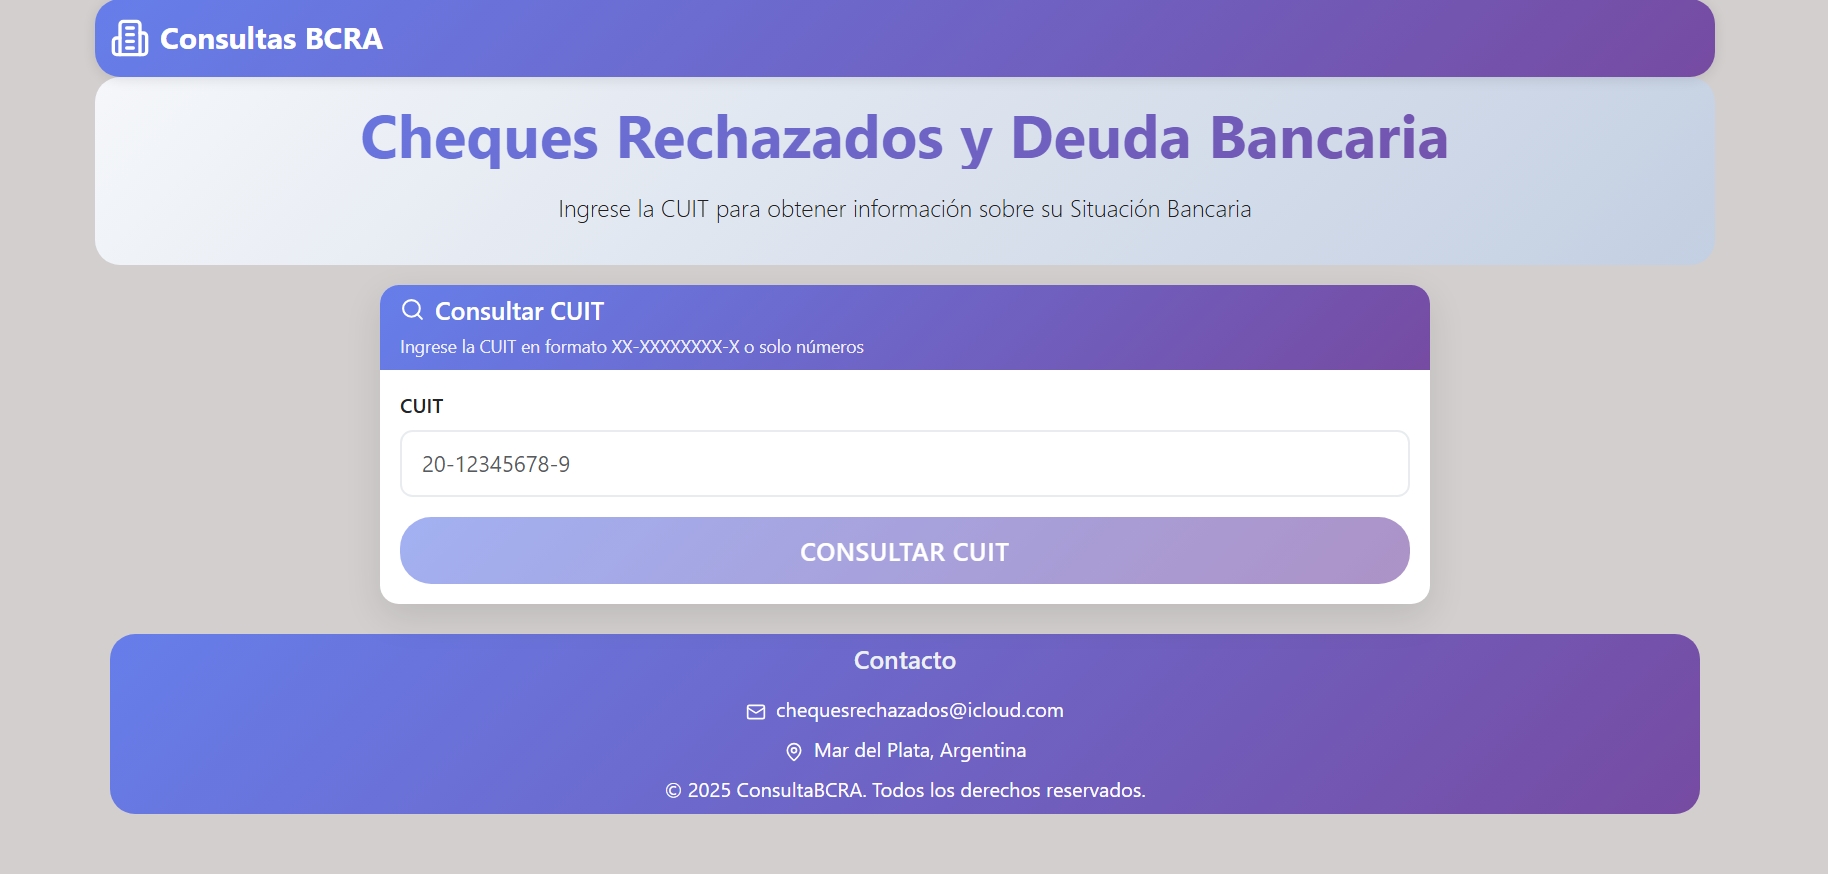 Consultas BCRA
Cheques Rechazados y Deuda Bancaria
Ingrese la CUIT para obtener información sobre su Situación Bancaria
Consultar CUIT
Ingrese la CUIT en formato XX-XXXXXXXX-X o solo números
CUIT
20-12345678-9
CONSULTAR CUIT
Contacto
chequesrechazados@icloud.com
Mar del Plata, Argentina
© 2025 ConsultaBCRA. Todos los derechos reservados.